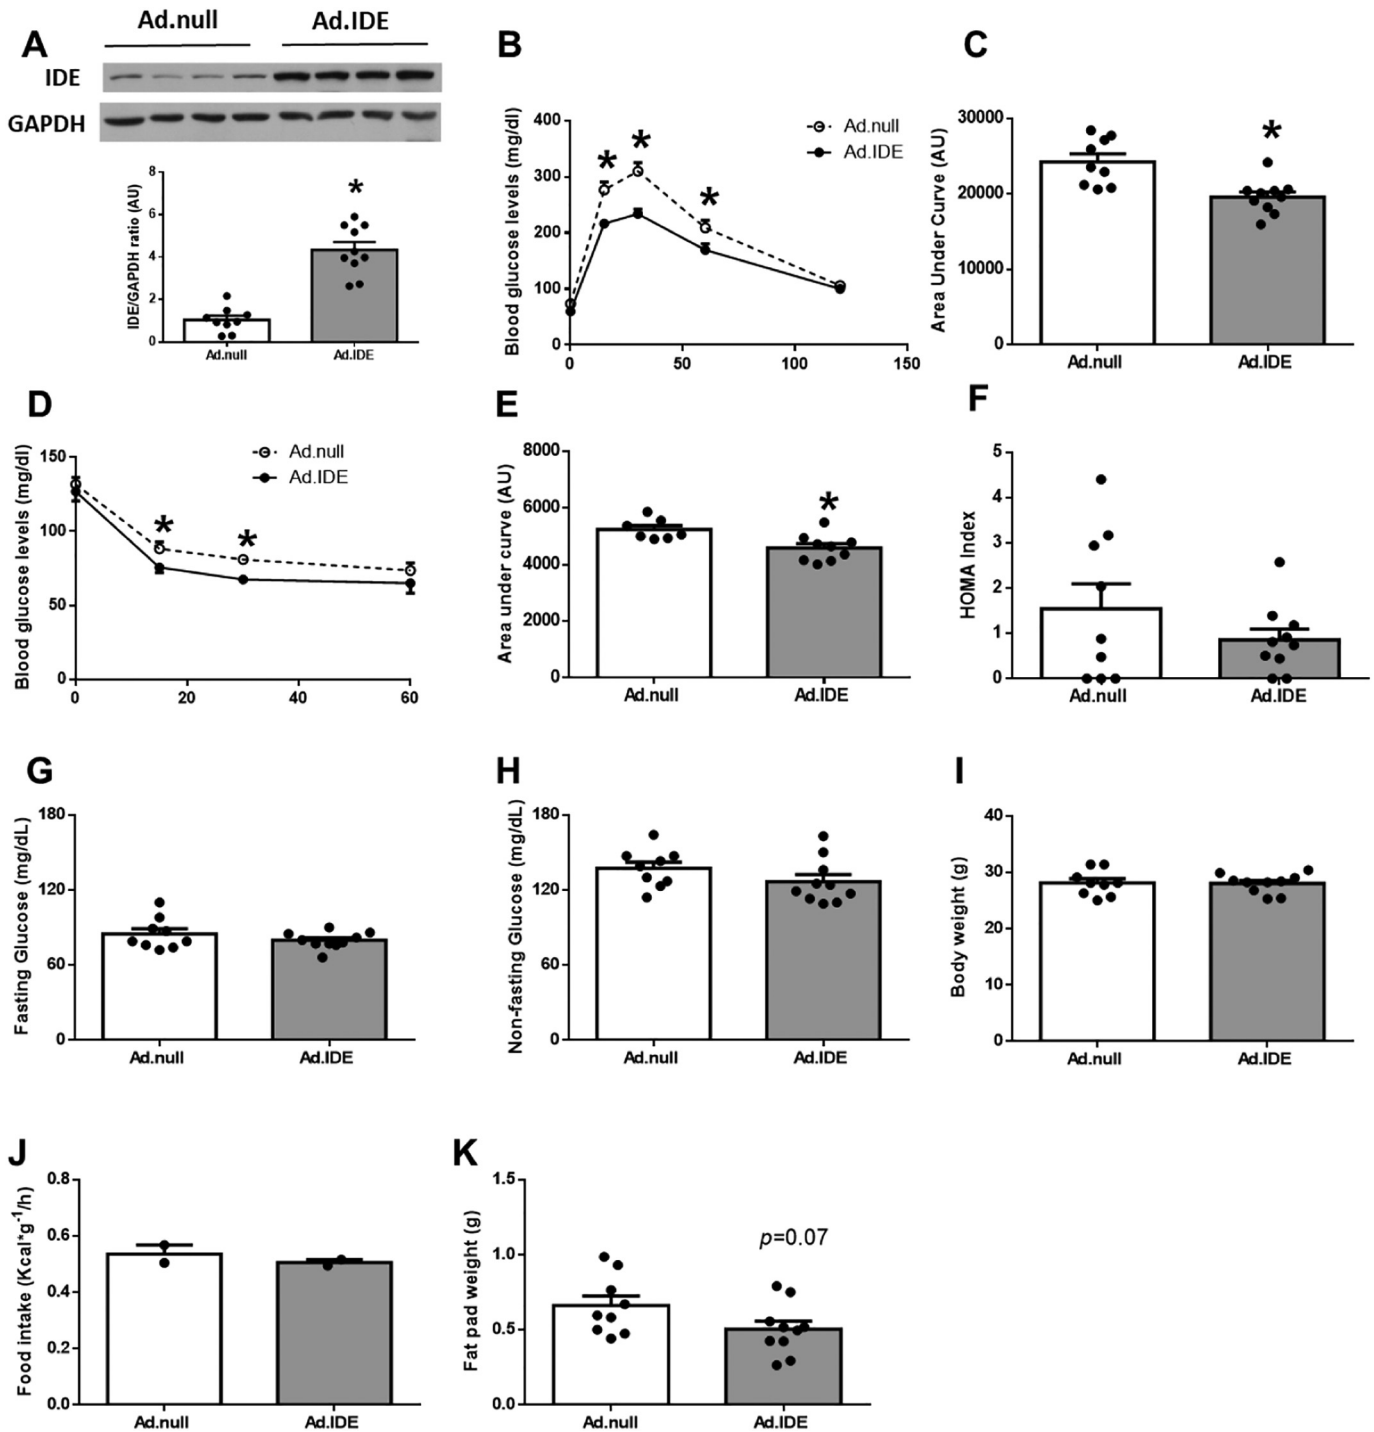 A
Ad.null
Ad.IDE
IDE
GAPDH
IDE/GAPDH ratio (AU)
8
6
4
2
0
*
Ad.null
Ad.IDE
B
Blood glucose levels (mg/dl)
400
300
200
100
0
0
50
100
150
* * *
Ad.null
Ad.IDE
C
Area Under Curve (AU)
30000
20000
10000
0
*
Ad.null
Ad.IDE
D
Blood glucose levels (mg/dl)
150
100
50
0
0
20
40
60
* *
Ad.null
Ad.IDE
E
Area under curve (AU)
8000
6000
4000
2000
0
*
Ad.null
Ad.IDE
F
HOMA Index
5
4
3
2
1
0
Ad.null
Ad.IDE
G
Fasting Glucose (mg/dL)
180
120
60
0
Ad.null
Ad.IDE
H
Non-fasting Glucose (mg/dL)
180
120
60
0
Ad.null
Ad.IDE
I
Body weight (g)
40
30
20
10
0
Ad.null
Ad.IDE
J
Food intake (Kcal*g⁻¹/h)
0.8
0.6
0.4
0.2
0.0
Ad.null
Ad.IDE
K
Fat pad weight (g)
1.5
1.0
0.5
0.0
p=0.07
Ad.null
Ad.IDE